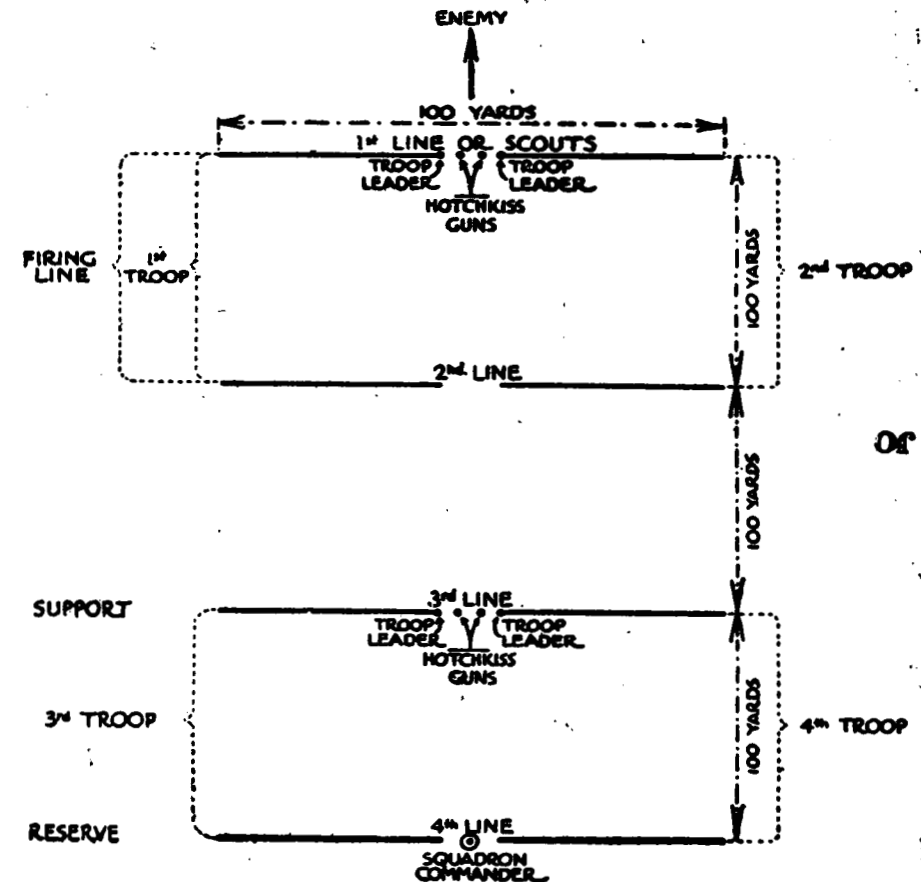 ENEMY
100 YARDS
1st LINE OR SCOUTS
TROOP LEADER
TROOP LEADER
HOTCHKISS GUNS
FIRING LINE
1st TROOP
100 YARDS
2nd TROOP
2nd LINE
100 YARDS
SUPPORT
3rd LINE
TROOP LEADER
TROOP LEADER
HOTCHKISS GUNS
3rd TROOP
100 YARDS
4th TROOP
RESERVE
4th LINE
SQUADRON COMMANDER